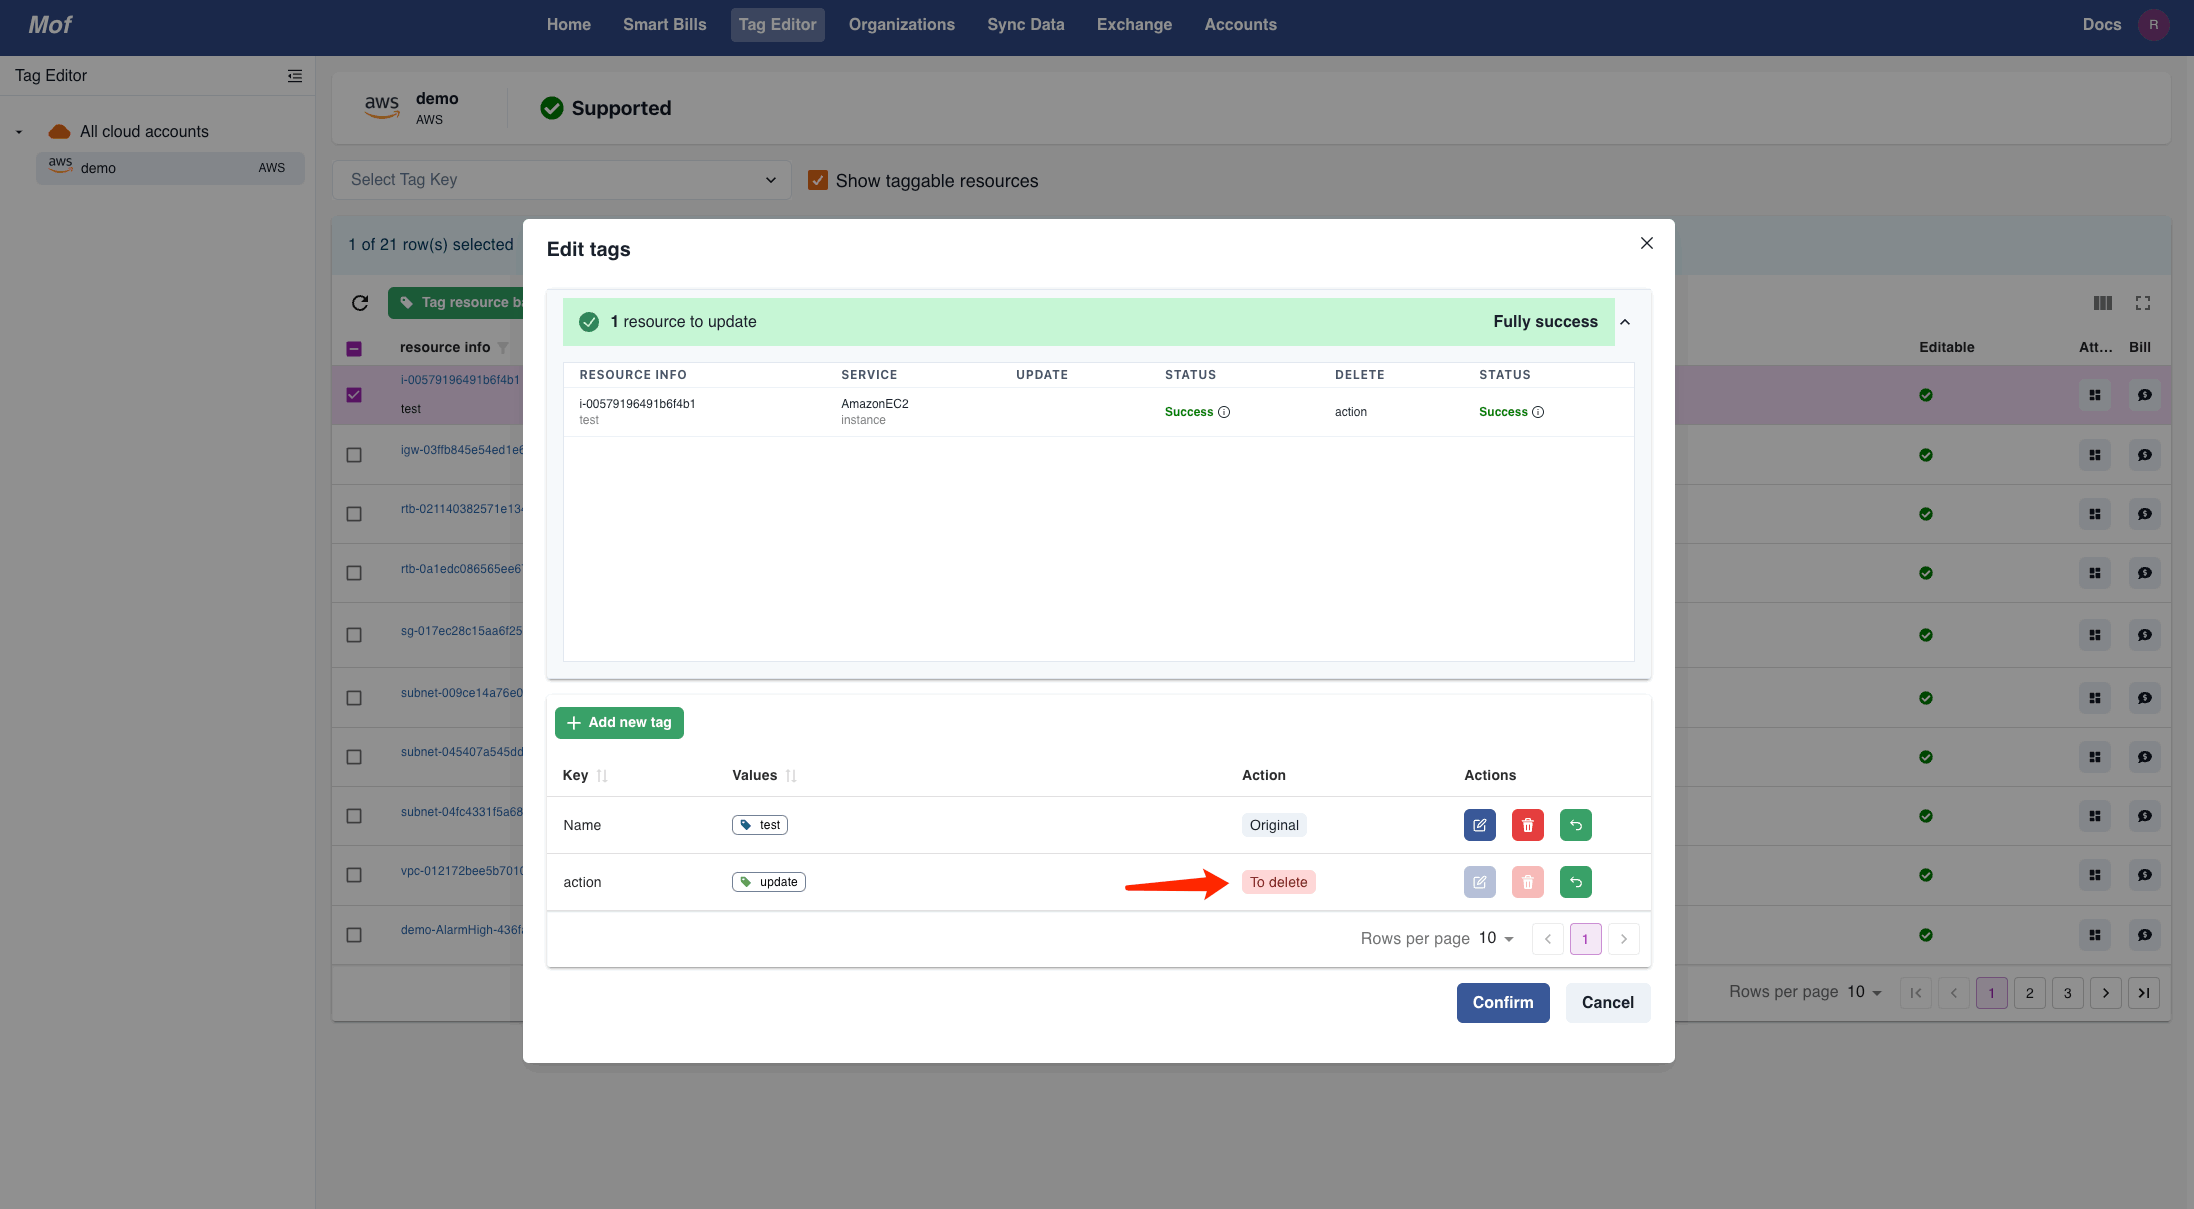 Mof
Home Smart Bills Tag Editor Organizations Sync Data Exchange Accounts Docs R
Tag Editor
All cloud accounts
aws demo AWS
aws demo
AWS
Supported
Select Tag Key
Show taggable resources
1 of 21 row(s) selected
Tag resource
resource info Editable Att... Bill
i-00579196491b6f4b1
test
igw-03ffb845e54ed1e
rtb-021140382571e13
rtb-0a1edc086565ee6
sg-017ec28c15aa6f25
subnet-009ce14a76e0
subnet-045407a545dd
subnet-04fc4331f5a68
vpc-012172bee5b7010
demo-AlarmHigh-436f
Rows per page 10 1 2 3
Edit tags
1 resource to update Fully success
RESOURCE INFO SERVICE UPDATE STATUS DELETE STATUS
i-00579196491b6f4b1 AmazonEC2 Success action Success
test instance
Add new tag
Key Values Action Actions
Name test Original
action update To delete
Rows per page 10 1
Confirm Cancel